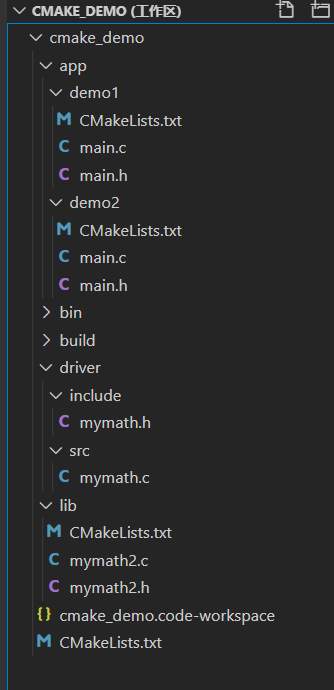 CMAKE_DEMO (工作区)
cmake_demo
app
demo1
M CMakeLists.txt
C main.c
C main.h
demo2
M CMakeLists.txt
C main.c
C main.h
bin
build
driver
include
C mymath.h
src
C mymath.c
lib
M CMakeLists.txt
C mymath2.c
C mymath2.h
{} cmake_demo.code-workspace
M CMakeLists.txt